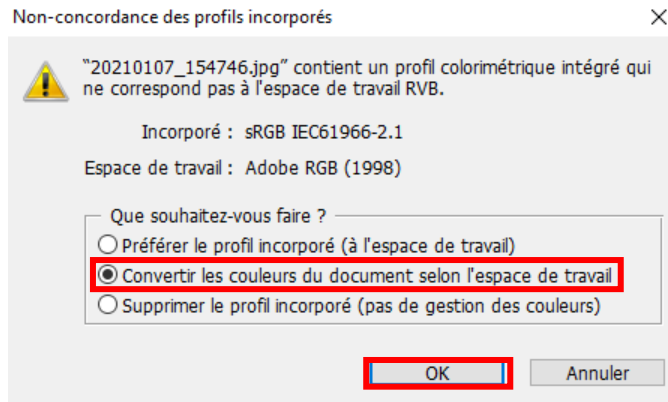 Non-concordance des profils incorporés
“20210107_154746.jpg” contient un profil colorimétrique intégré qui
ne correspond pas à l'espace de travail RVB.
Incorporé : sRGB IEC61966-2.1
Espace de travail : Adobe RGB (1998)
Que souhaitez-vous faire ?
Préférer le profil incorporé (à l'espace de travail)
Convertir les couleurs du document selon l'espace de travail
Supprimer le profil incorporé (pas de gestion des couleurs)
OK Annuler